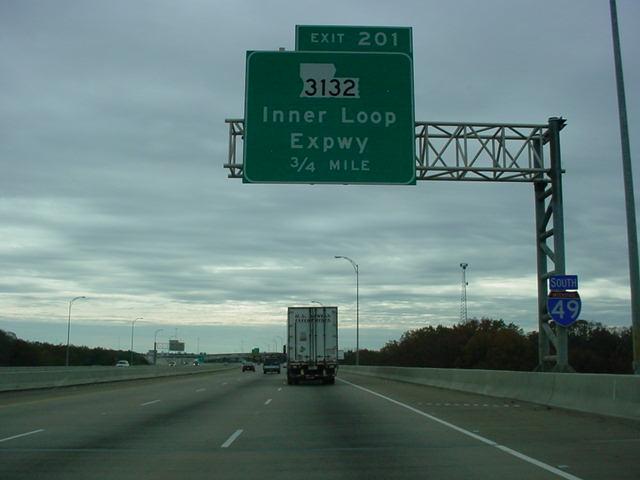 EXIT 201
3132
Inner Loop
Expwy
3/4 MILE
SOUTH
49